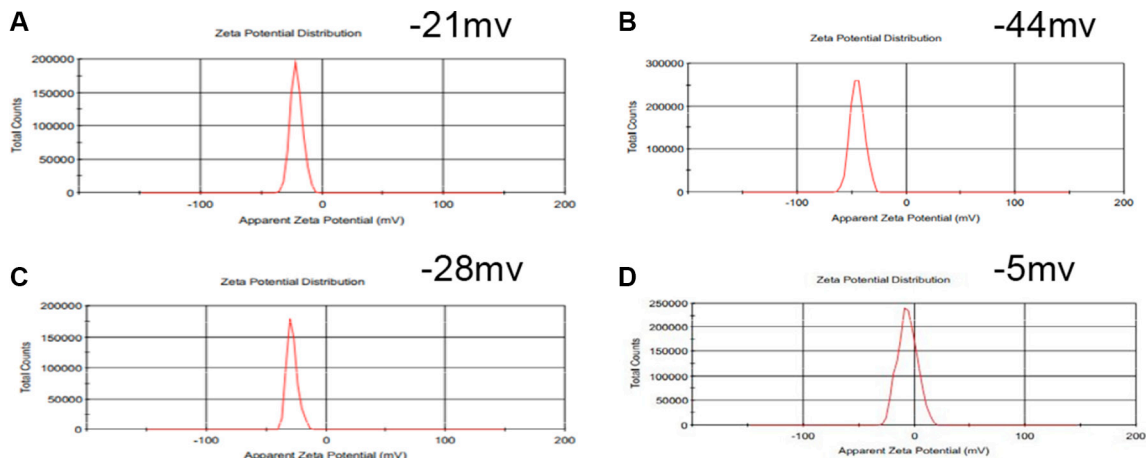 A
Zeta Potential Distribution
-21mv
200000
150000
100000
50000
0
Total Counts
-100
0
100
200
Apparent Zeta Potential (mV)
B
Zeta Potential Distribution
-44mv
300000
200000
100000
0
Total Counts
-100
0
100
200
Apparent Zeta Potential (mV)
C
Zeta Potential Distribution
-28mv
200000
150000
100000
50000
0
Total Counts
-100
0
100
200
Apparent Zeta Potential (mV)
D
Zeta Potential Distribution
-5mv
250000
200000
150000
100000
50000
0
Total Counts
-100
0
100
200
Apparent Zeta Potential (mV)